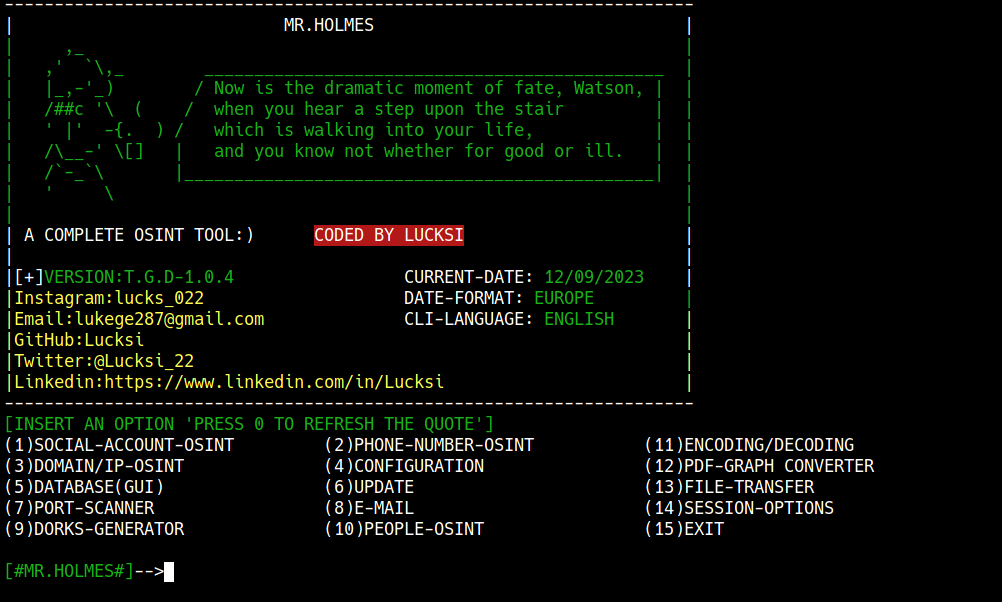 MR.HOLMES
Now is the dramatic moment of fate, Watson,
/##c
when you hear a step upon the stair
which is walking into your life,
and you know not whether for good or ill.
A COMPLETE OSINT TOOL:) CODED BY LUCKSI
[+]VERSION:T.G.D-1.0.4 CURRENT-DATE: 12/09/2023
Instagram:lucks_022 DATE-FORMAT: EUROPE
Email:lukege287@gmail.com CLI-LANGUAGE: ENGLISH
GitHub:Lucksi
Twitter:@Lucksi_22
Linkedin:https://www.linkedin.com/in/Lucksi
[INSERT AN OPTION 'PRESS 0 TO REFRESH THE QUOTE']
(1)SOCIAL-ACCOUNT-OSINT (2)PHONE-NUMBER-OSINT (11)ENCODING/DECODING
(3)DOMAIN/IP-OSINT (4)CONFIGURATION (12)PDF-GRAPH CONVERTER
(5)DATABASE(GUI) (6)UPDATE (13)FILE-TRANSFER
(7)PORT-SCANNER (8)E-MAIL (14)SESSION-OPTIONS
(9)DORKS-GENERATOR (10)PEOPLE-OSINT (15)EXIT
[#MR.HOLMES#]-->